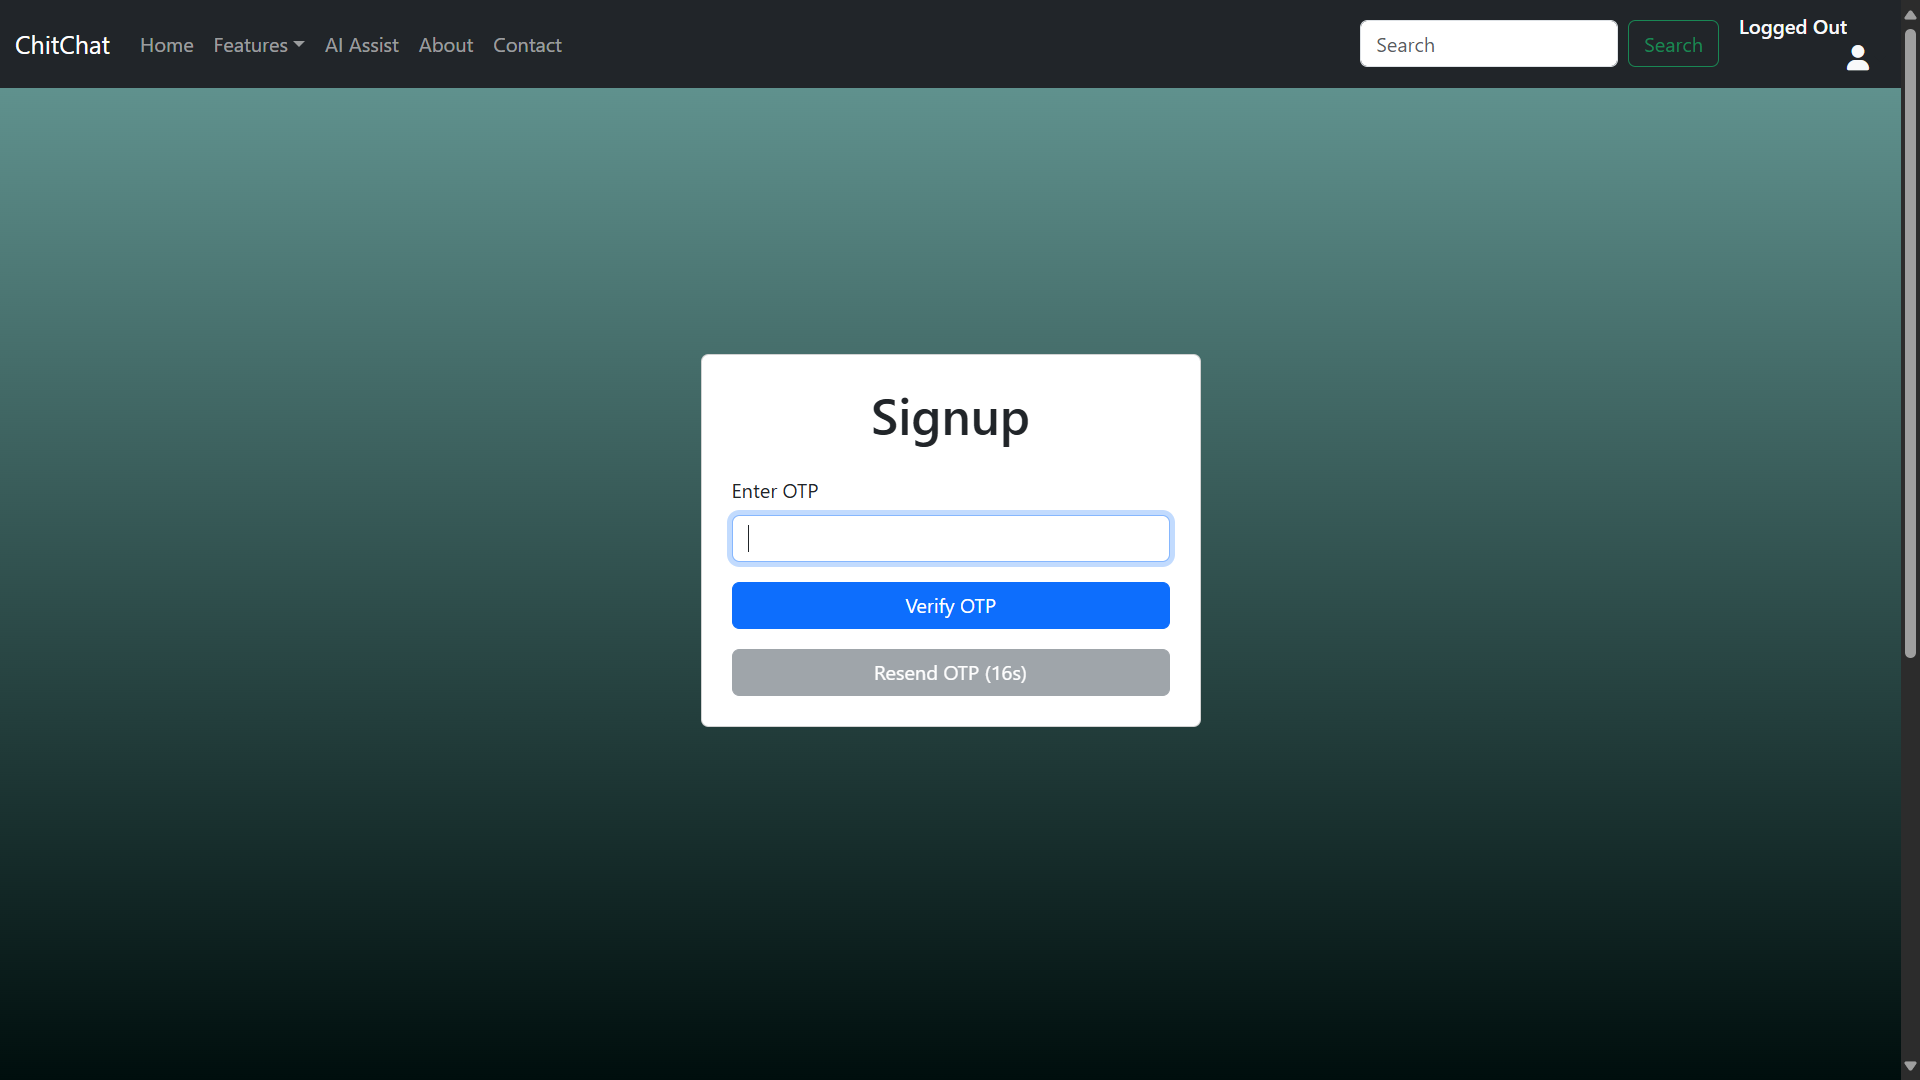 ChitChat Home Features AI Assist About Contact Search Search Logged Out
Signup
Enter OTP
Verify OTP
Resend OTP (16s)